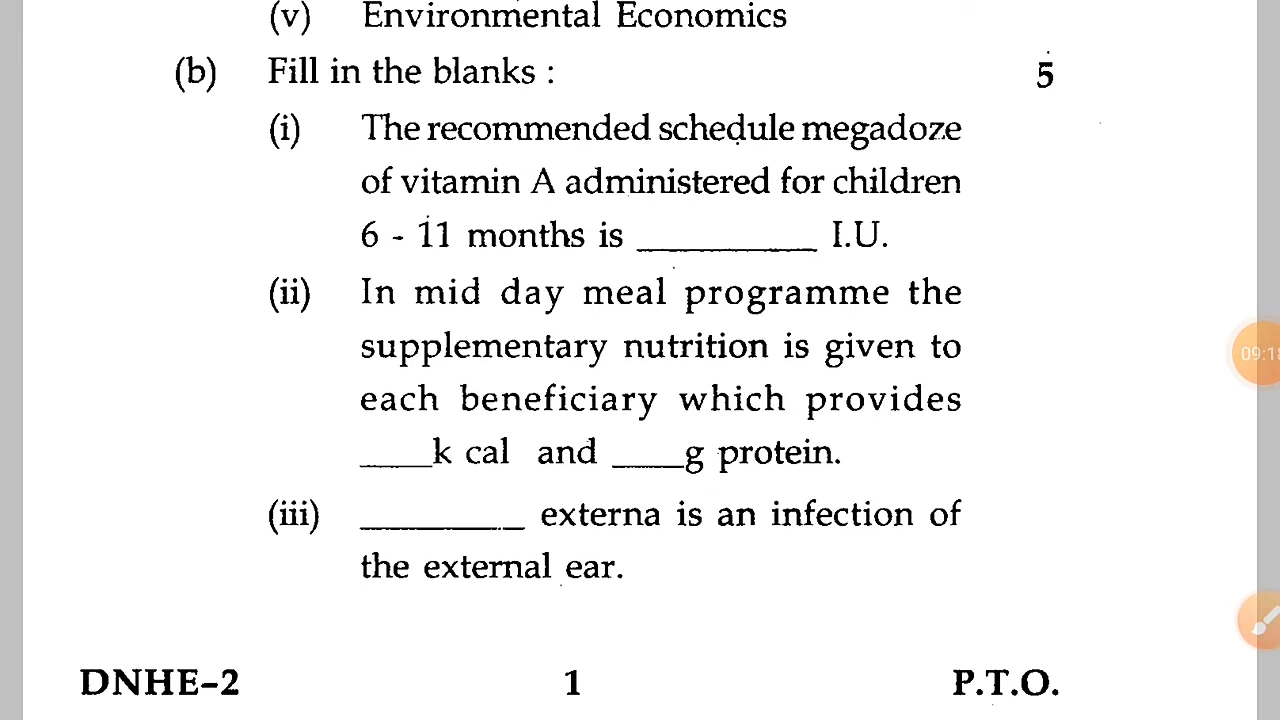 (v) Environmental Economics
(b) Fill in the blanks : 5
(i) The recommended schedule megadoze
of vitamin A administered for children
6 - 11 months is __________ I.U.
(ii) In mid day meal programme the
supplementary nutrition is given to
each beneficiary which provides
____k cal and ____g protein.
(iii) _________ externa is an infection of
the external ear.
DNHE-2 1 P.T.O.